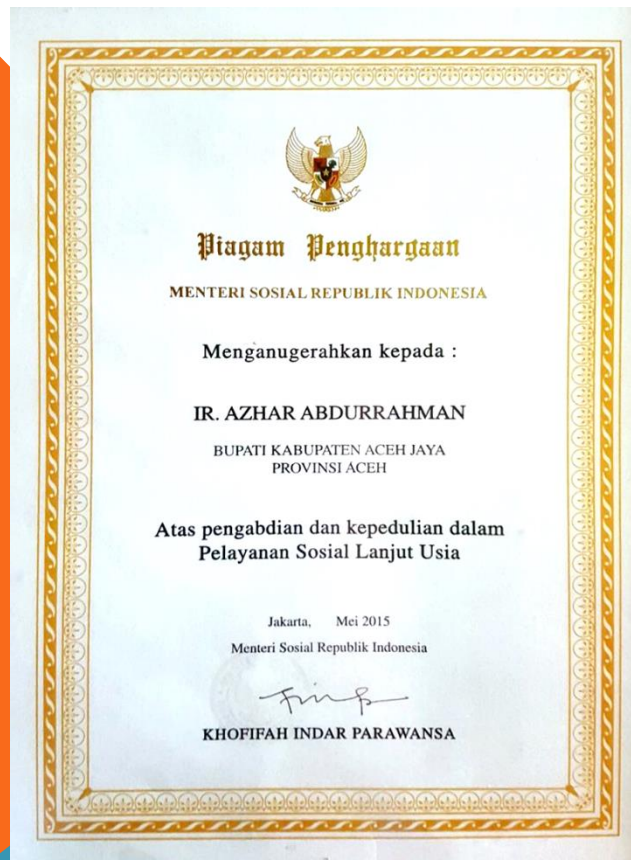 Piagam Penghargaan
MENTERI SOSIAL REPUBLIK INDONESIA
Menganugerahkan kepada :
IR. AZHAR ABDURRAHMAN
BUPATI KABUPATEN ACEH JAYA
PROVINSI ACEH
Atas pengabdian dan kepedulian dalam
Pelayanan Sosial Lanjut Usia
Jakarta, Mei 2015
Menteri Sosial Republik Indonesia
KHOFIFAH INDAR PARAWANSA